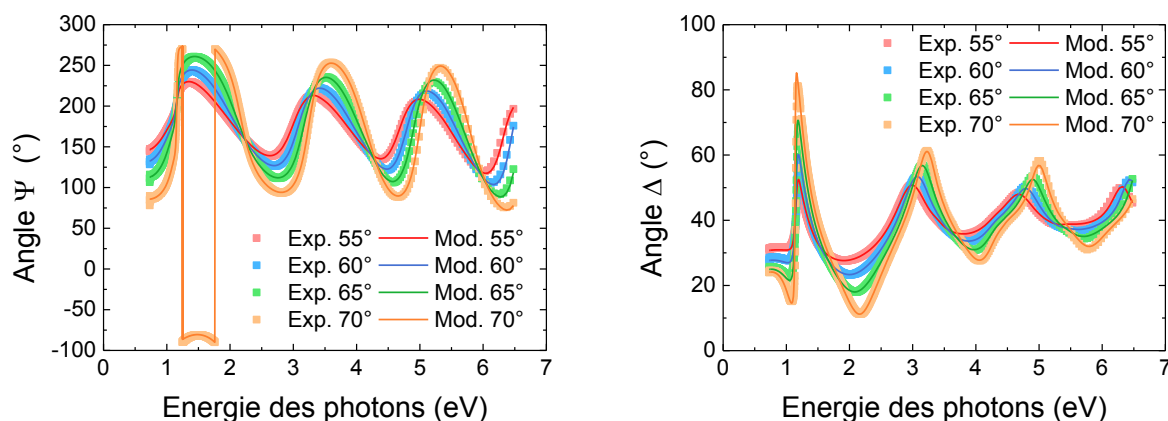 300
250
200
150
100
50
0
-50
-100
Angle Ψ (°)
Exp. 55° Mod. 55°
Exp. 60° Mod. 60°
Exp. 65° Mod. 65°
Exp. 70° Mod. 70°
0 1 2 3 4 5 6 7
Energie des photons (eV)
100
80
60
40
20
0
Angle Δ (°)
Exp. 55° Mod. 55°
Exp. 60° Mod. 60°
Exp. 65° Mod. 65°
Exp. 70° Mod. 70°
0 1 2 3 4 5 6 7
Energie des photons (eV)